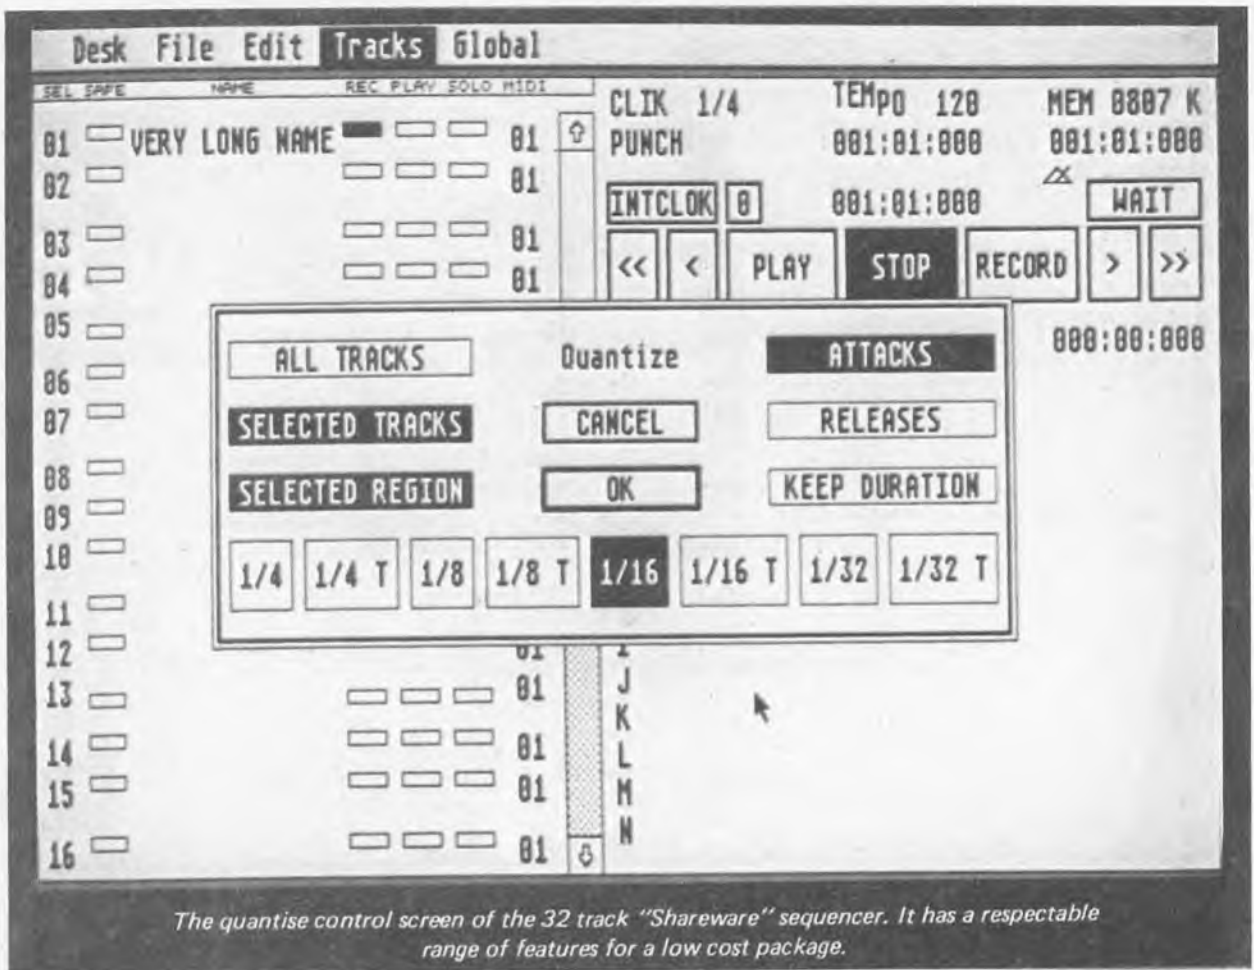 Desk File Edit Tracks Global
SEL SAFE NAME REC PLAY SOLO MIDI
CLIK 1/4 TEMPO 120 MEM 0807 K
01 VERY LONG NAME 01
PUNCH 001:01:000 001:01:000
02 01
INTCLOK 0 001:01:000 WAIT
03 01
<< < PLAY STOP RECORD > >>
04 01
05
000:00:000
ALL TRACKS Quantize ATTACKS
06
07
SELECTED TRACKS CANCEL RELEASES
08
SELECTED REGION OK KEEP DURATION
09
10
1/4 1/4 T 1/8 1/8 T 1/16 1/16 T 1/32 1/32 T
11
12 01
13 01 J
K
14 01 L
15 01 M
N
16 01
The quantise control screen of the 32 track "Shareware" sequencer. It has a respectable
range of features for a low cost package.